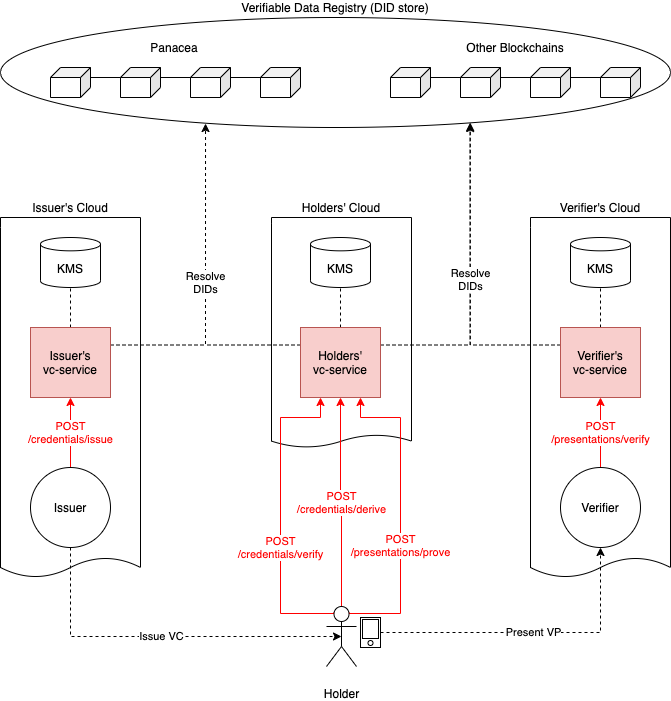 Verifiable Data Registry (DID store)
Panacea
Other Blockchains
Issuer's Cloud
Holders' Cloud
Verifier's Cloud
KMS
KMS
KMS
Resolve
DIDs
Resolve
DIDs
Issuer's
vc-service
Holders'
vc-service
Verifier's
vc-service
POST
/credentials/issue
POST
/presentations/verify
Issuer
POST
/credentials/derive
Verifier
POST
/credentials/verify
POST
/presentations/prove
Issue VC
Present VP
Holder